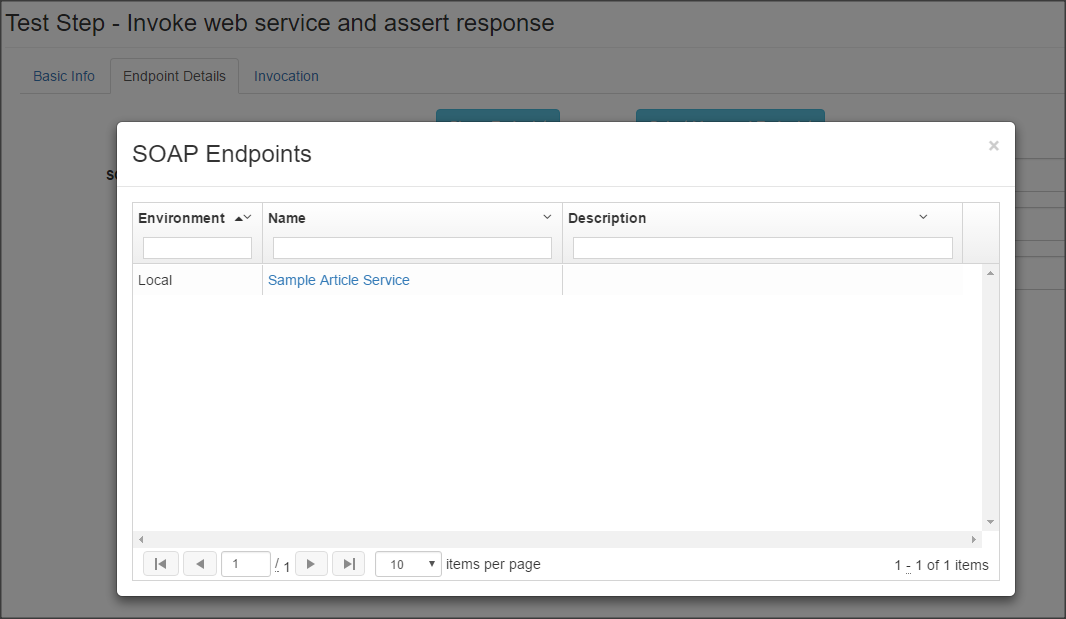 Test Step - Invoke web service and assert response
Basic Info Endpoint Details Invocation
SOAP Endpoints ×
Environment Name Description
Local Sample Article Service
1 / 1 10 items per page 1 - 1 of 1 items